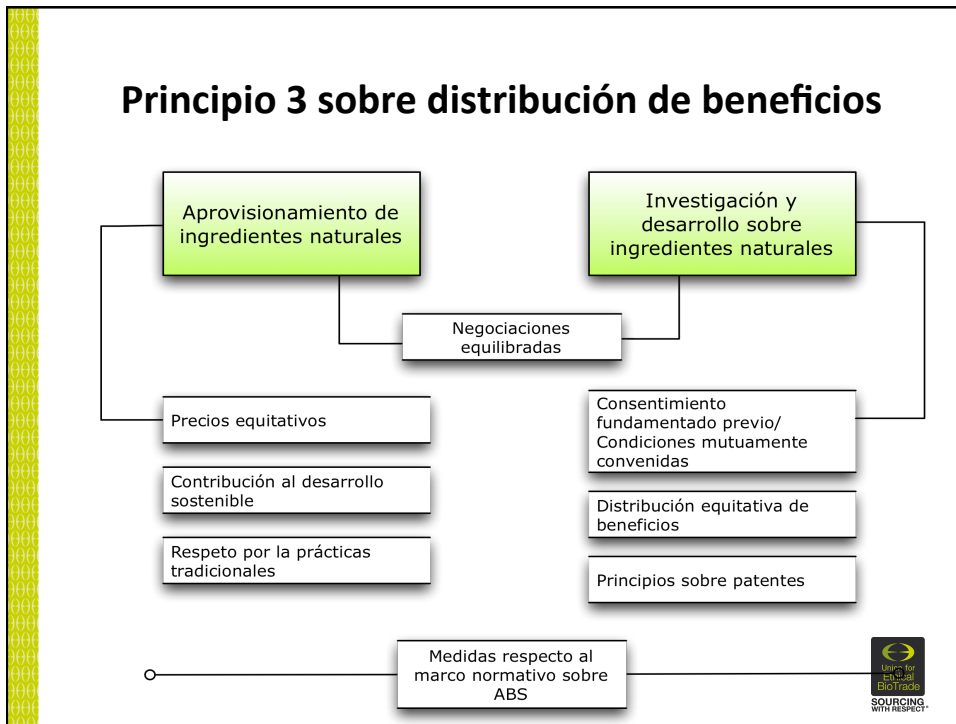 Principio 3 sobre distribución de beneficios
Aprovisionamiento de
ingredientes naturales
Investigación y
desarrollo sobre
ingredientes naturales
Negociaciones
equilibradas
Precios equitativos
Contribución al desarrollo
sostenible
Respeto por la prácticas
tradicionales
Consentimiento
fundamentado previo/
Condiciones mutuamente
convenidas
Distribución equitativa de
beneficios
Principios sobre patentes
Medidas respecto al
marco normativo sobre
ABS
Union for
Ethical
BioTrade
SOURCING
WITH RESPECT